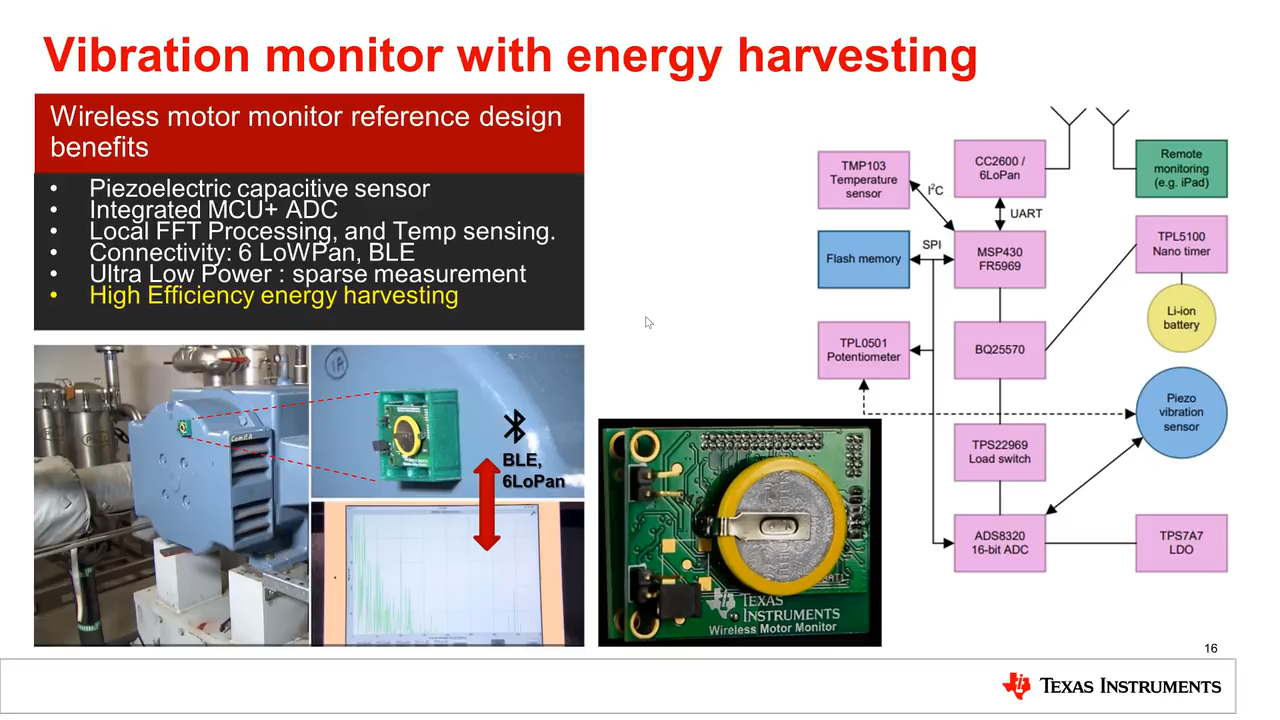 Vibration monitor with energy harvesting
Wireless motor monitor reference design
benefits
• Piezoelectric capacitive sensor
• Integrated MCU+ ADC
• Local FFT Processing, and Temp sensing.
• Connectivity: 6 LoWPan, BLE
• Ultra Low Power : sparse measurement
• High Efficiency energy harvesting
1A
BLE,
6LoPan
TEXAS
INSTRUMENTS
Wireless Motor Monitor
TMP103
Temperature
sensor
I²C
CC2600 /
6LoPan
Remote
monitoring
(e.g. iPad)
UART
Flash memory
SPI
MSP430
FR5969
TPL5100
Nano timer
Li-ion
battery
TPL0501
Potentiometer
BQ25570
Piezo
vibration
sensor
TPS22969
Load switch
ADS8320
16-bit ADC
TPS7A7
LDO
16
TEXAS INSTRUMENTS